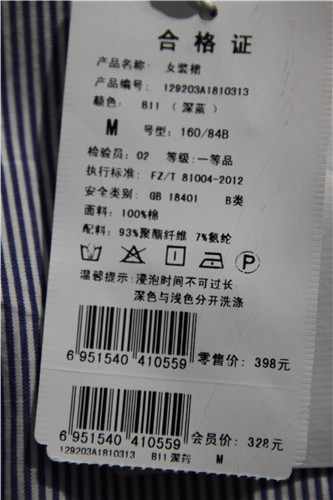 合格证
产品名称: 女装裙
产品编号: 129203A1810313
颜色: B11 (深蓝)
M 号型: 160/84B
检验员: 02 等级: 一等品
执行标准: FZ/T 81004-2012
安全类别: GB 18401 B类
面料: 100%棉
配料: 93%聚酯纤维 7%氨纶
P
温馨提示: 浸泡时间不可过长
深色与浅色分开洗涤
6 951540 410559 零售价: 398元
6 951540 410559 会员价: 328元
129203A1810313 B11 深蓝 M